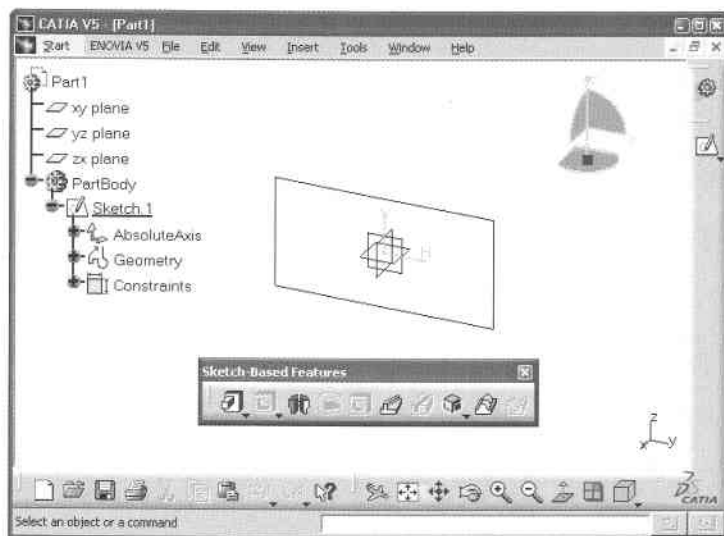 CATIA V5 - [Part1]
Start ENOVIA V5 File Edit View Insert Tools Window Help
Part1
xy plane
yz plane
zx plane
PartBody
Sketch.1
AbsoluteAxis
Geometry
Constraints
V
H
Sketch-Based Features
z
x
y
CATIA
Select an object or a command